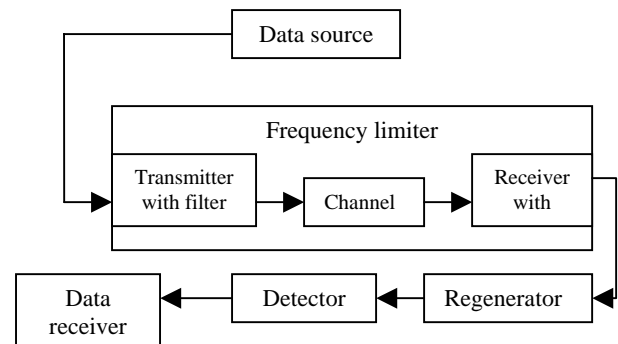 Data source
Frequency limiter
Transmitter
with filter
Channel
Receiver
with
Regenerator
Detector
Data
receiver